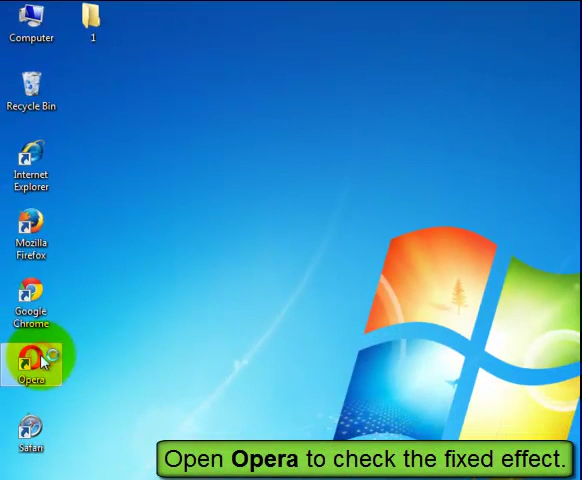 Computer
1
Recycle Bin
Internet
Explorer
Mozilla
Firefox
Google
Chrome
Opera
Safari
Open Opera to check the fixed effect.